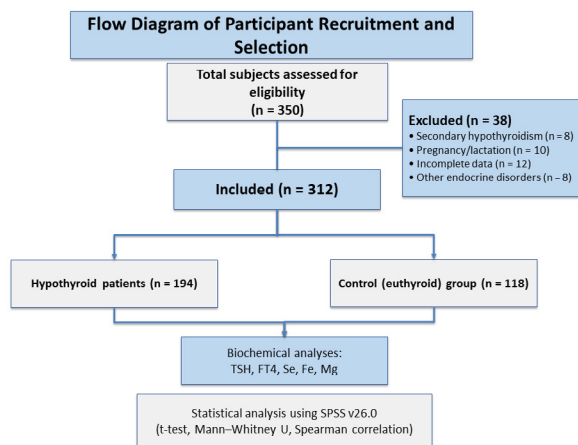 Flow Diagram of Participant Recruitment and
Selection
Total subjects assessed for
eligibility
(n = 350)
Excluded (n = 38)
• Secondary hypothyroidism (n = 8)
• Pregnancy/lactation (n = 10)
• Incomplete data (n = 12)
• Other endocrine disorders (n – 8)
Included (n = 312)
Hypothyroid patients (n = 194)
Control (euthyroid) group (n = 118)
Biochemical analyses:
TSH, FT4, Se, Fe, Mg
Statistical analysis using SPSS v26.0
(t-test, Mann–Whitney U, Spearman correlation)